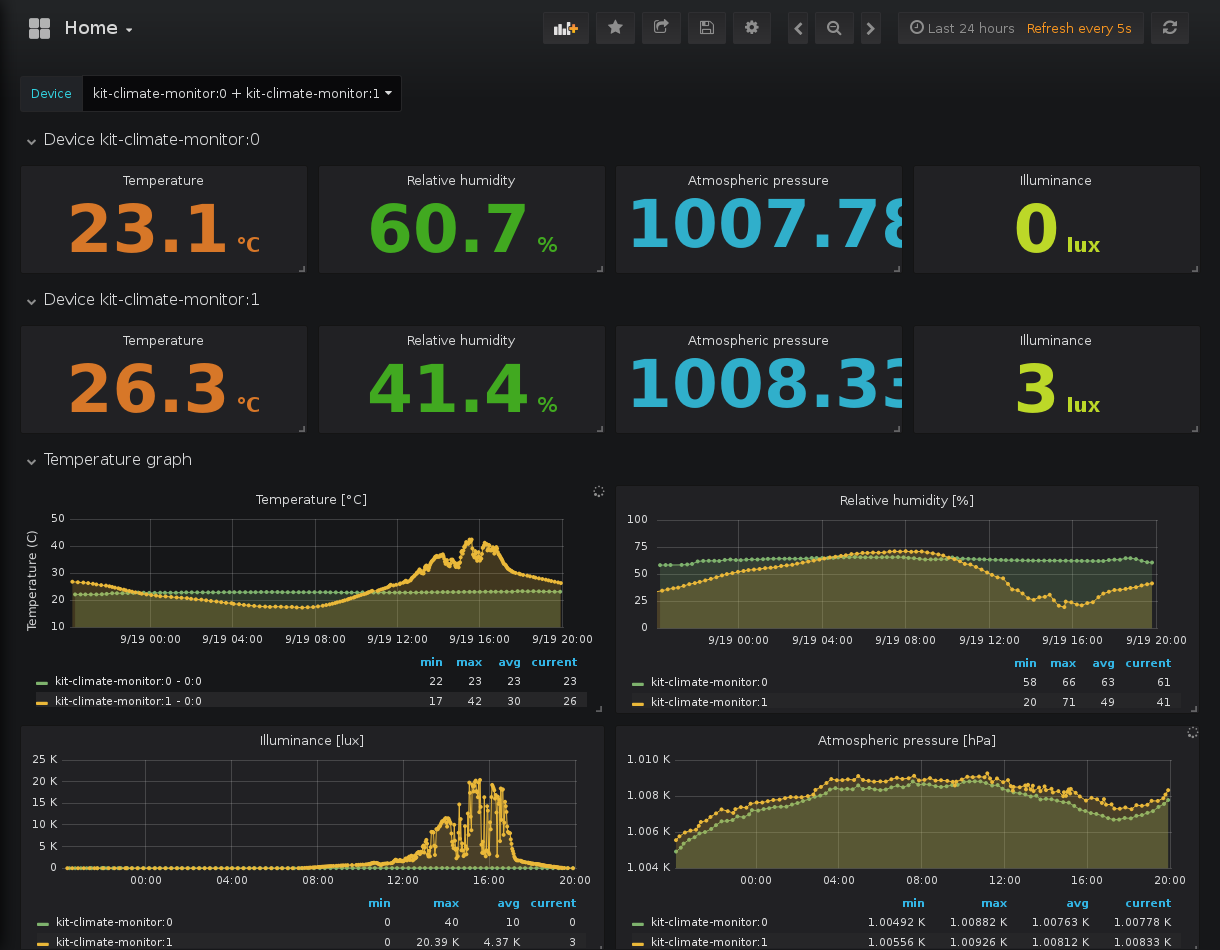 Home
Last 24 hours Refresh every 5s
Device kit-climate-monitor:0 + kit-climate-monitor:1
Device kit-climate-monitor:0
Temperature Relative humidity Atmospheric pressure Illuminance
23.1 °C 60.7 % 1007.78 0 lux
Device kit-climate-monitor:1
Temperature Relative humidity Atmospheric pressure Illuminance
26.3 °C 41.4 % 1008.33 3 lux
Temperature graph
Temperature [°C]
Temperature (C)
50
40
30
20
10
9/19 00:00 9/19 04:00 9/19 08:00 9/19 12:00 9/19 16:00 9/19 20:00
min max avg current
kit-climate-monitor:0 - 0:0 22 23 23 23
kit-climate-monitor:1 - 0:0 17 42 30 26
Relative humidity [%]
100
75
50
25
0
9/19 00:00 9/19 04:00 9/19 08:00 9/19 12:00 9/19 16:00 9/19 20:00
min max avg current
kit-climate-monitor:0 58 66 63 61
kit-climate-monitor:1 20 71 49 41
Illuminance [lux]
25 K
20 K
15 K
10 K
5 K
0
00:00 04:00 08:00 12:00 16:00 20:00
min max avg current
kit-climate-monitor:0 0 40 10 0
kit-climate-monitor:1 0 20.39 K 4.37 K 3
Atmospheric pressure [hPa]
1.010 K
1.008 K
1.006 K
1.004 K
00:00 04:00 08:00 12:00 16:00 20:00
min max avg current
kit-climate-monitor:0 1.00492 K 1.00882 K 1.00763 K 1.00778 K
kit-climate-monitor:1 1.00556 K 1.00926 K 1.00812 K 1.00833 K